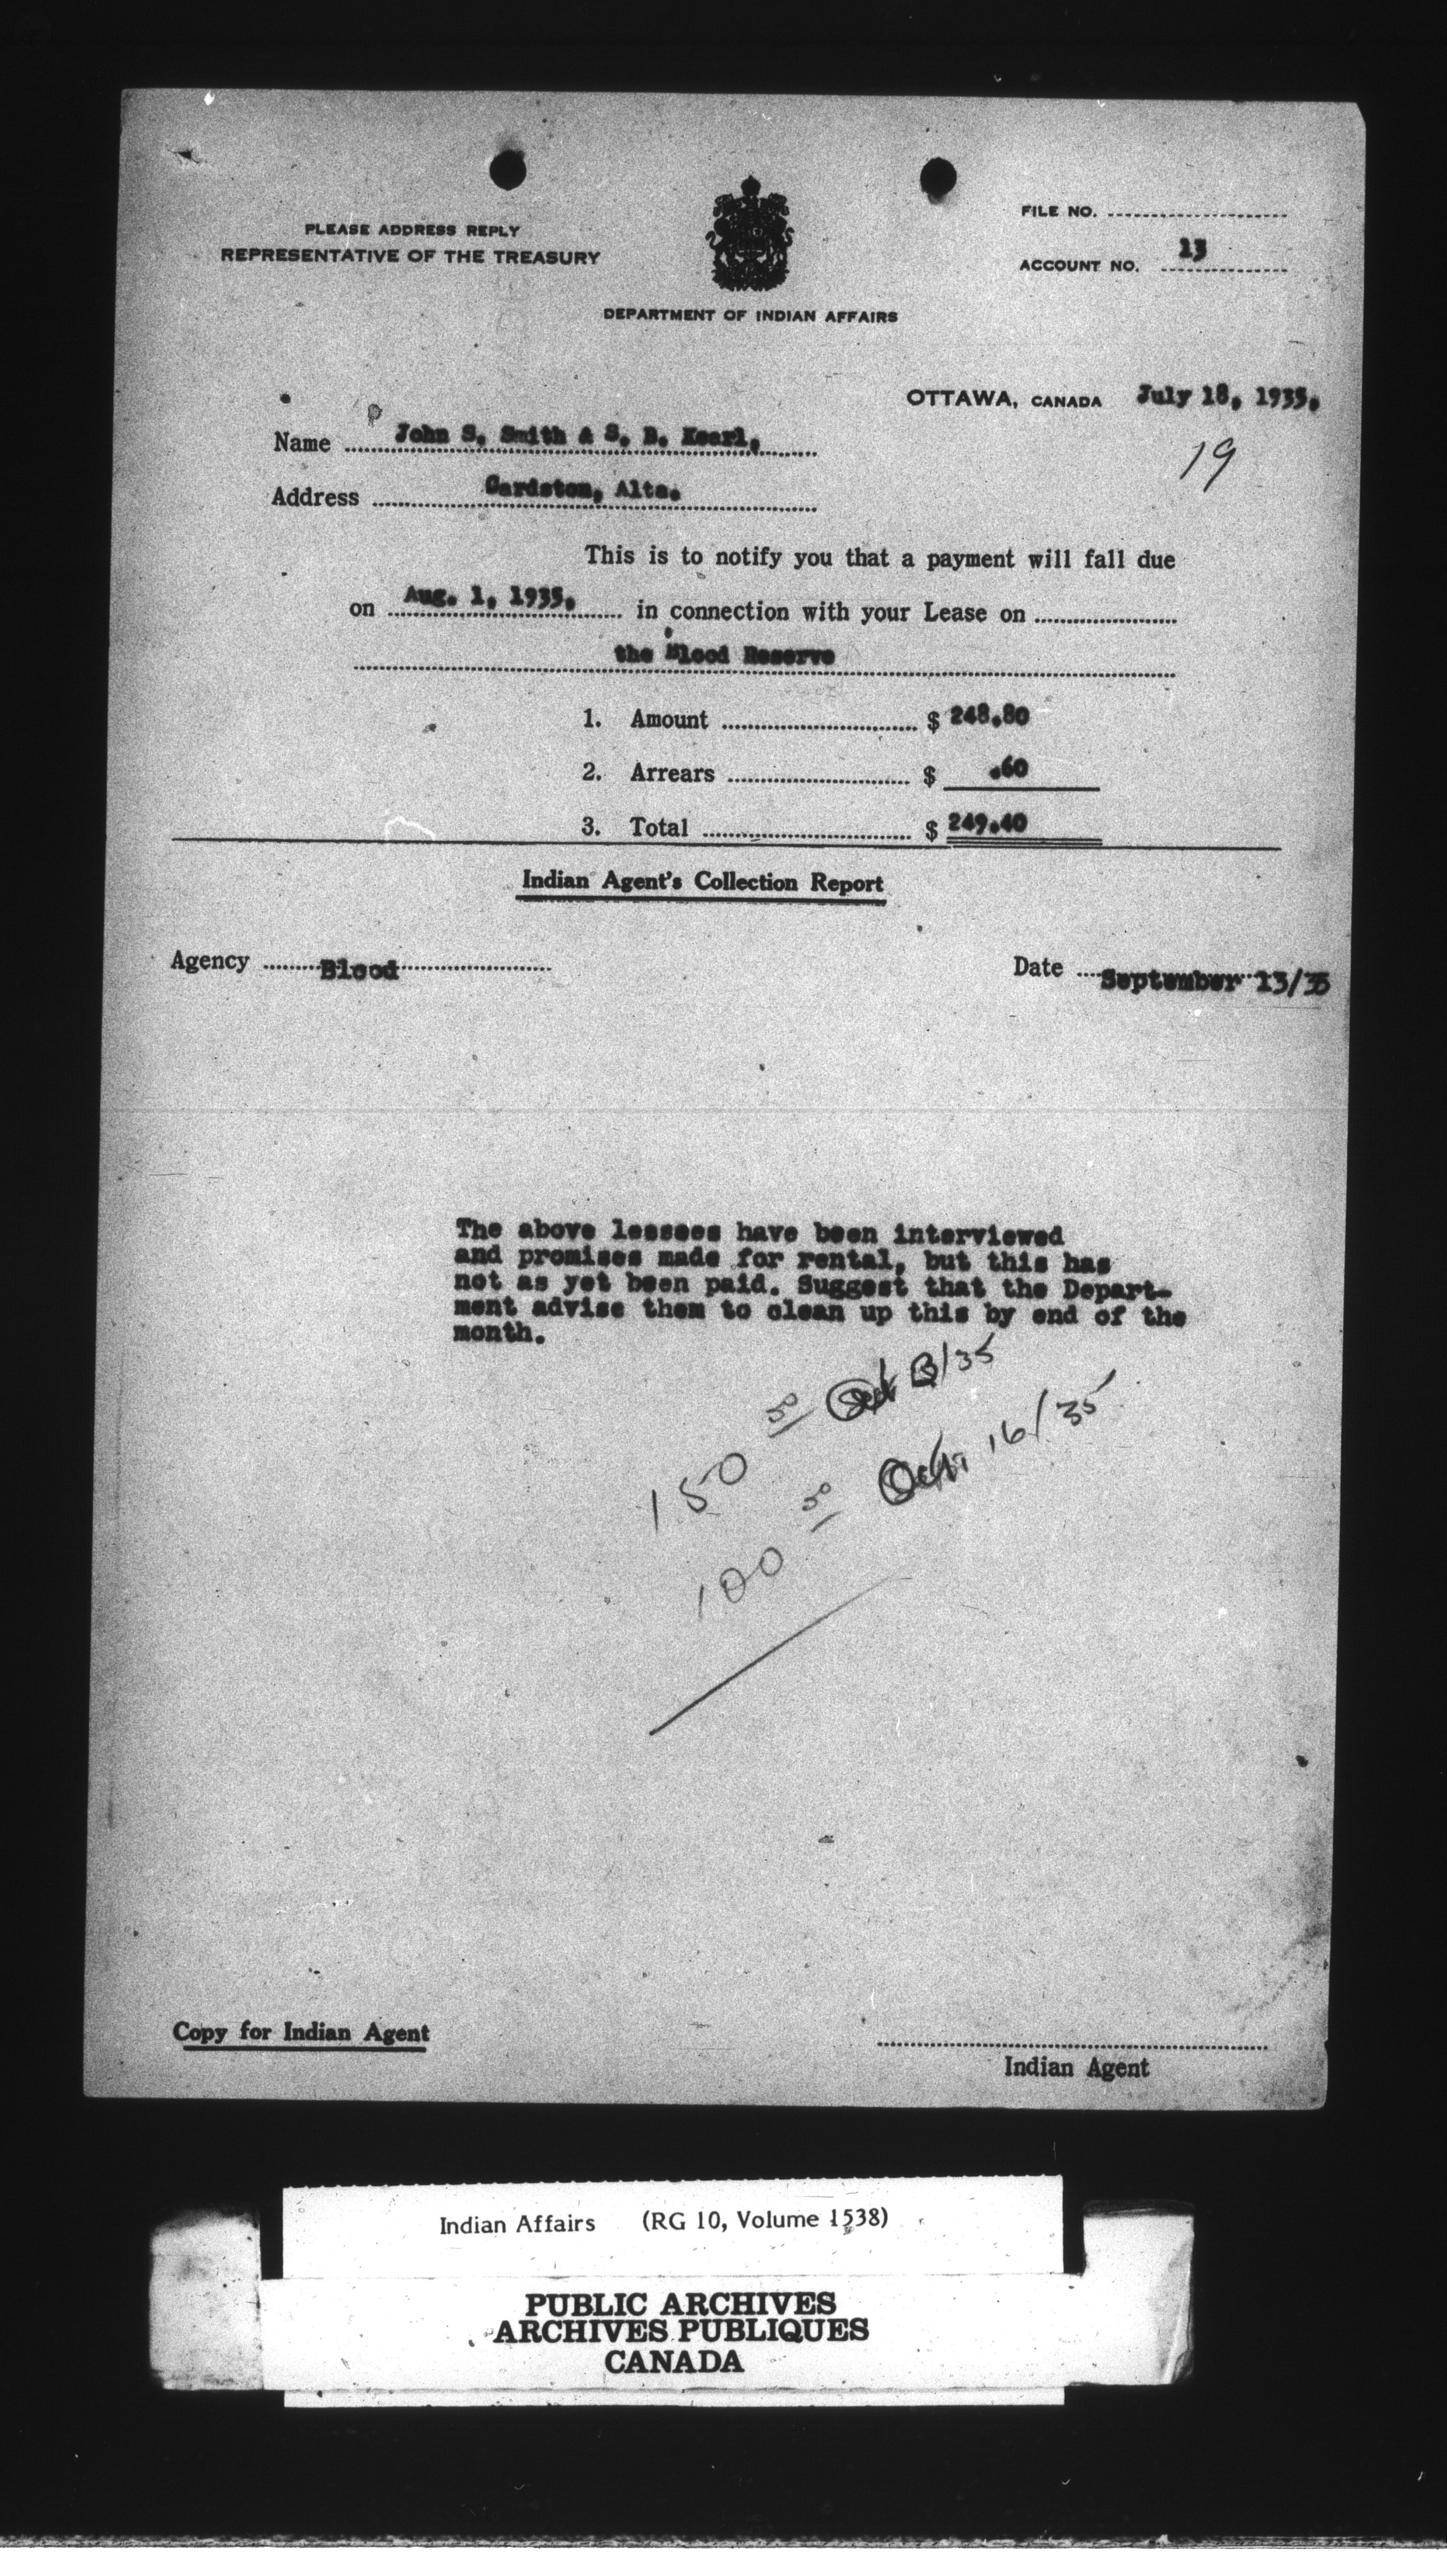 PLEASE ADDRESS REPLY
REPRESENTATIVE OF THE TREASURY
FILE NO.
ACCOUNT NO. 13
DEPARTMENT OF INDIAN AFFAIRS
OTTAWA, CANADA July 18, 1935.
19
Name John S. Smith & S. B. Kearl,
Address Cardston, Alta.
This is to notify you that a payment will fall due
on Aug. 1, 1935, in connection with your Lease on
the Blood Reserve
1. Amount $ 248.80
2. Arrears $ .60
3. Total $ 249.40
Indian Agent's Collection Report
Agency Blood
Date September 13/35
The above lessees have been interviewed
and promises made for rental, but this has
not as yet been paid. Suggest that the Depart-
ment advise them to clean up this by end of the
month.
150 /35
100 Oct. 16/35
Copy for Indian Agent
Indian Agent
Indian Affairs (RG 10, Volume 1538)
PUBLIC ARCHIVES
ARCHIVES PUBLIQUES
CANADA